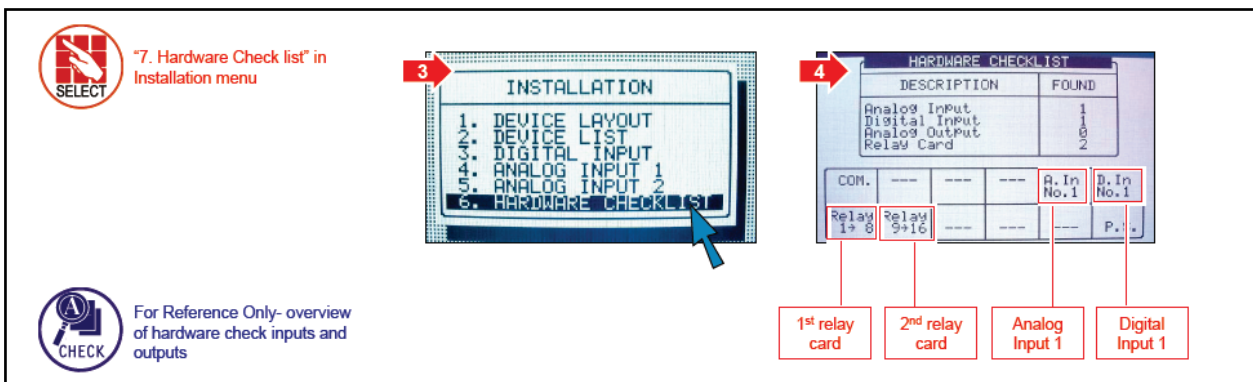 SELECT
"7. Hardware Check list" in
Installation menu
3
INSTALLATION
1. DEVICE LAYOUT
2. DEVICE LIST
3. DIGITAL INPUT
4. ANALOG INPUT 1
5. ANALOG INPUT 2
6. HARDWARE CHECKLIST
4
HARDWARE CHECKLIST
DESCRIPTION FOUND
Analog Input 1
Digital Input 1
Analog Output 0
Relay Card 2
COM. --- --- --- A.In No.1 D.In No.1
Relay 1→ 8 Relay 9→16 --- --- --- P.S.
1st relay card
2nd relay card
Analog Input 1
Digital Input 1
A
CHECK
For Reference Only- overview
of hardware check inputs and
outputs